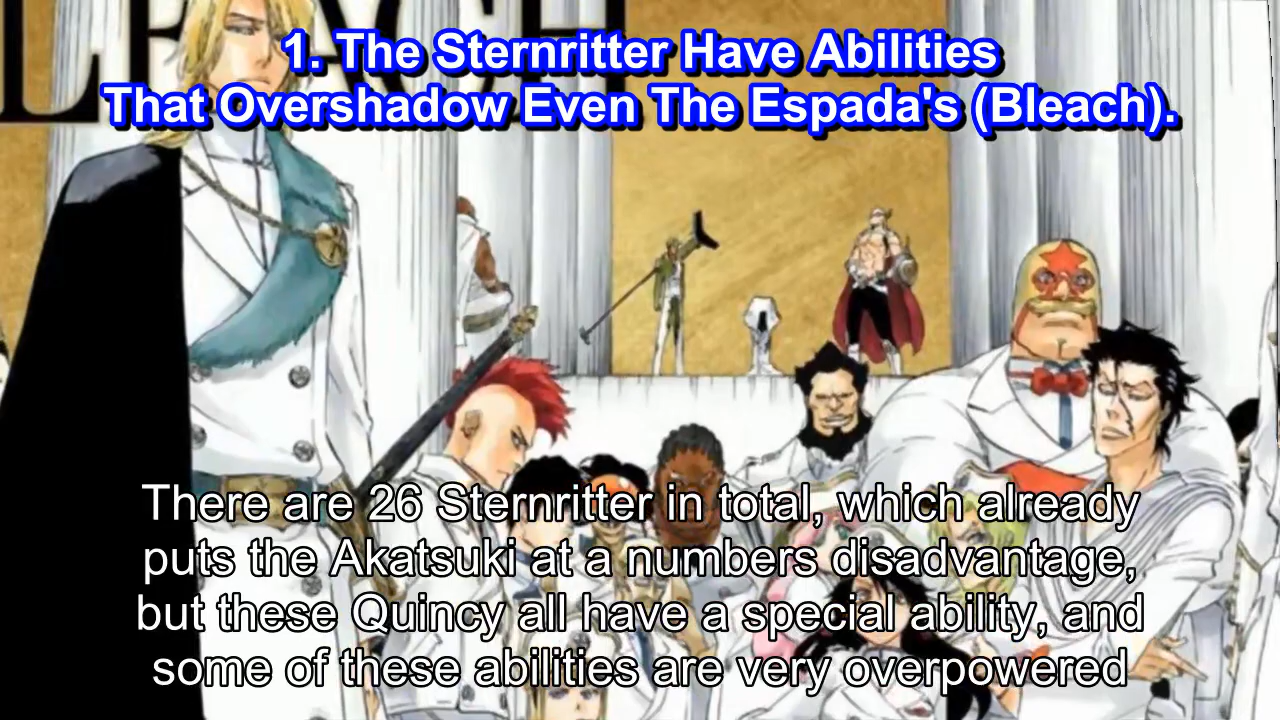 BLEACH
1. The Sternritter Have Abilities
That Overshadow Even The Espada's (Bleach).
There are 26 Sternritter in total, which already
puts the Akatsuki at a numbers disadvantage,
but these Quincy all have a special ability, and
some of these abilities are very overpowered